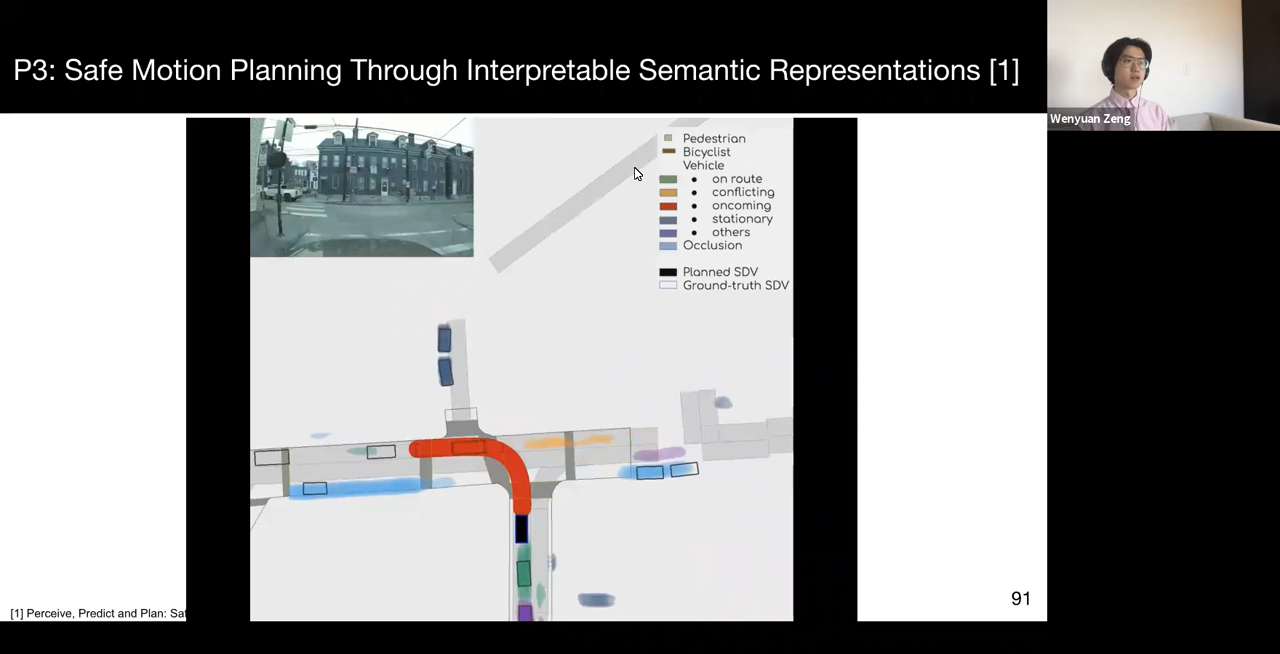 P3: Safe Motion Planning Through Interpretable Semantic Representations [1]
Wenyuan Zeng
Pedestrian
Bicyclist
Vehicle
• on route
• conflicting
• oncoming
• stationary
• others
Occlusion
Planned SDV
Ground-truth SDV
91
[1] Perceive, Predict and Plan: Saf